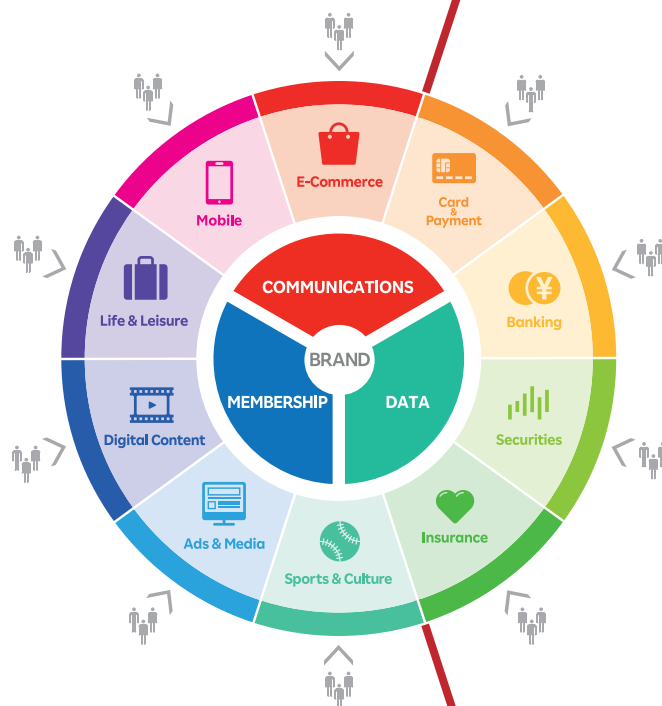 E-Commerce
Card
&
Payment
Mobile
¥
Banking
Life & Leisure
COMMUNICATIONS
BRAND
MEMBERSHIP
DATA
Digital Content
Securities
Ads & Media
Insurance
Sports & Culture